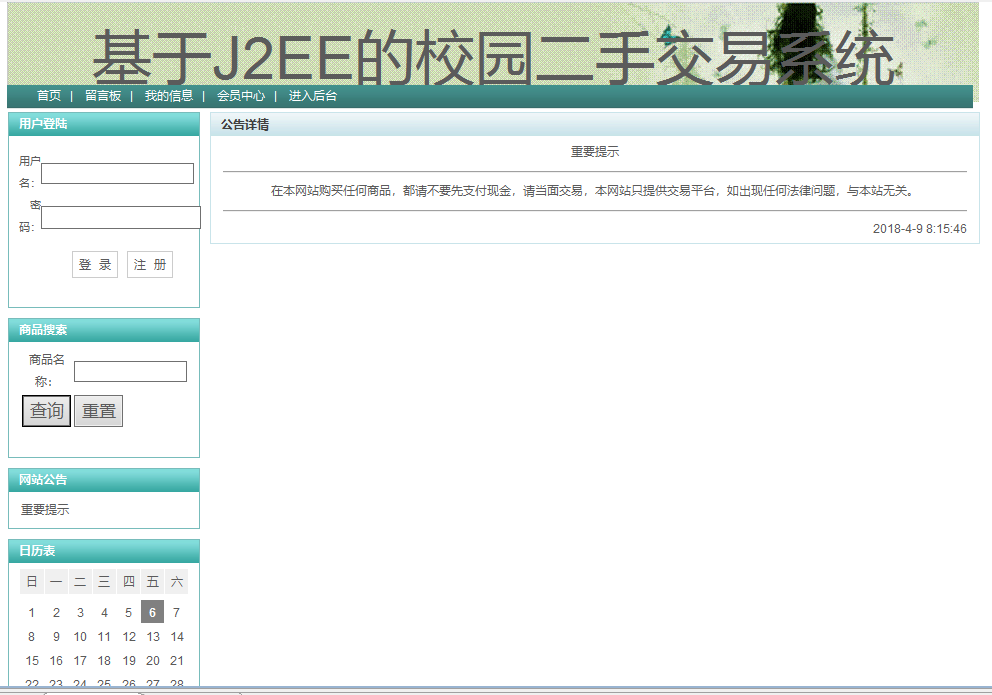 基于J2EE的校园二手交易系统
首页 | 留言板 | 我的信息 | 会员中心 | 进入后台
用户登陆
用户
名：
密
码：
登 录 注 册
商品搜索
商品名
称：
查询 重置
网站公告
重要提示
日历表
日 一 二 三 四 五 六
1 2 3 4 5 6 7
8 9 10 11 12 13 14
15 16 17 18 19 20 21
22 23 24 25 26 27 28
公告详情
重要提示
在本网站购买任何商品，都请不要先支付现金，请当面交易，本网站只提供交易平台，如出现任何法律问题，与本站无关。
2018-4-9 8:15:46